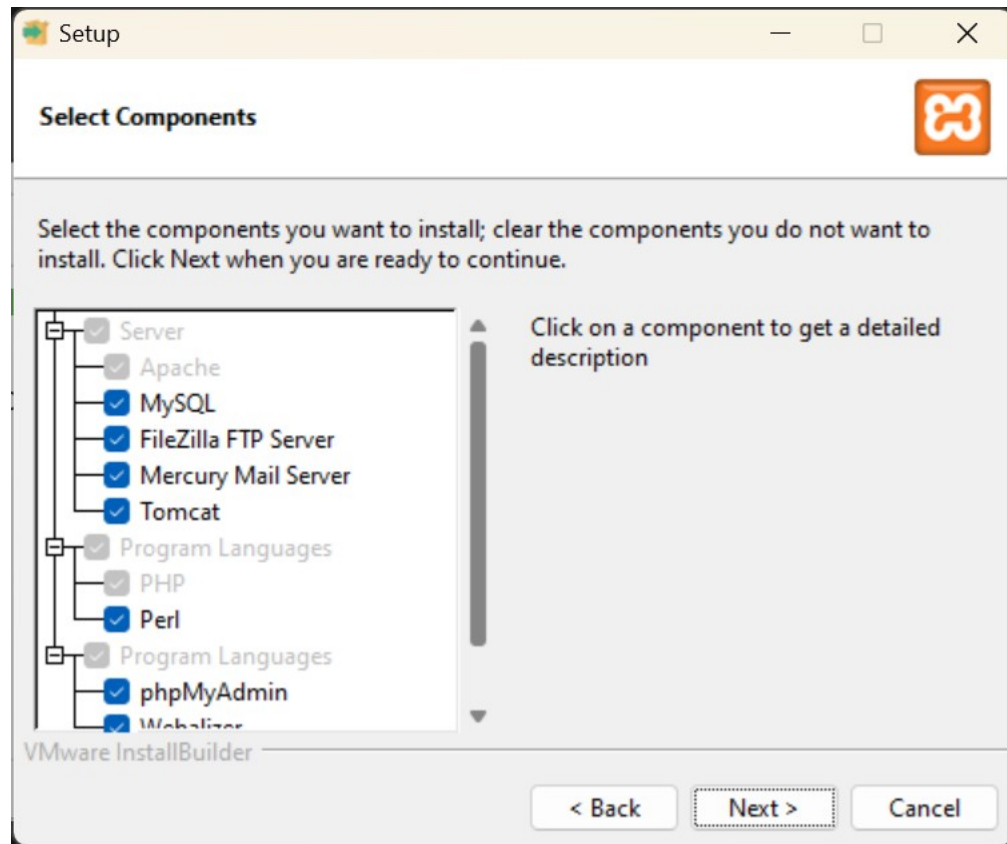 Setup
Select Components
Select the components you want to install; clear the components you do not want to
install. Click Next when you are ready to continue.
Server
Apache
MySQL
FileZilla FTP Server
Mercury Mail Server
Tomcat
Program Languages
PHP
Perl
Program Languages
phpMyAdmin
Webalizer
Click on a component to get a detailed
description
VMware InstallBuilder
< Back
Next >
Cancel